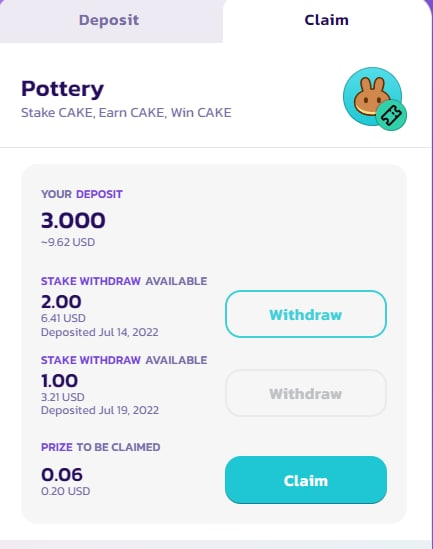 Deposit Claim
Pottery
Stake CAKE, Earn CAKE, Win CAKE
YOUR DEPOSIT
3.000
~9.62 USD
STAKE WITHDRAW AVAILABLE
2.00
6.41 USD
Deposited Jul 14, 2022
Withdraw
STAKE WITHDRAW AVAILABLE
1.00
3.21 USD
Deposited Jul 19, 2022
Withdraw
PRIZE TO BE CLAIMED
0.06
0.20 USD
Claim